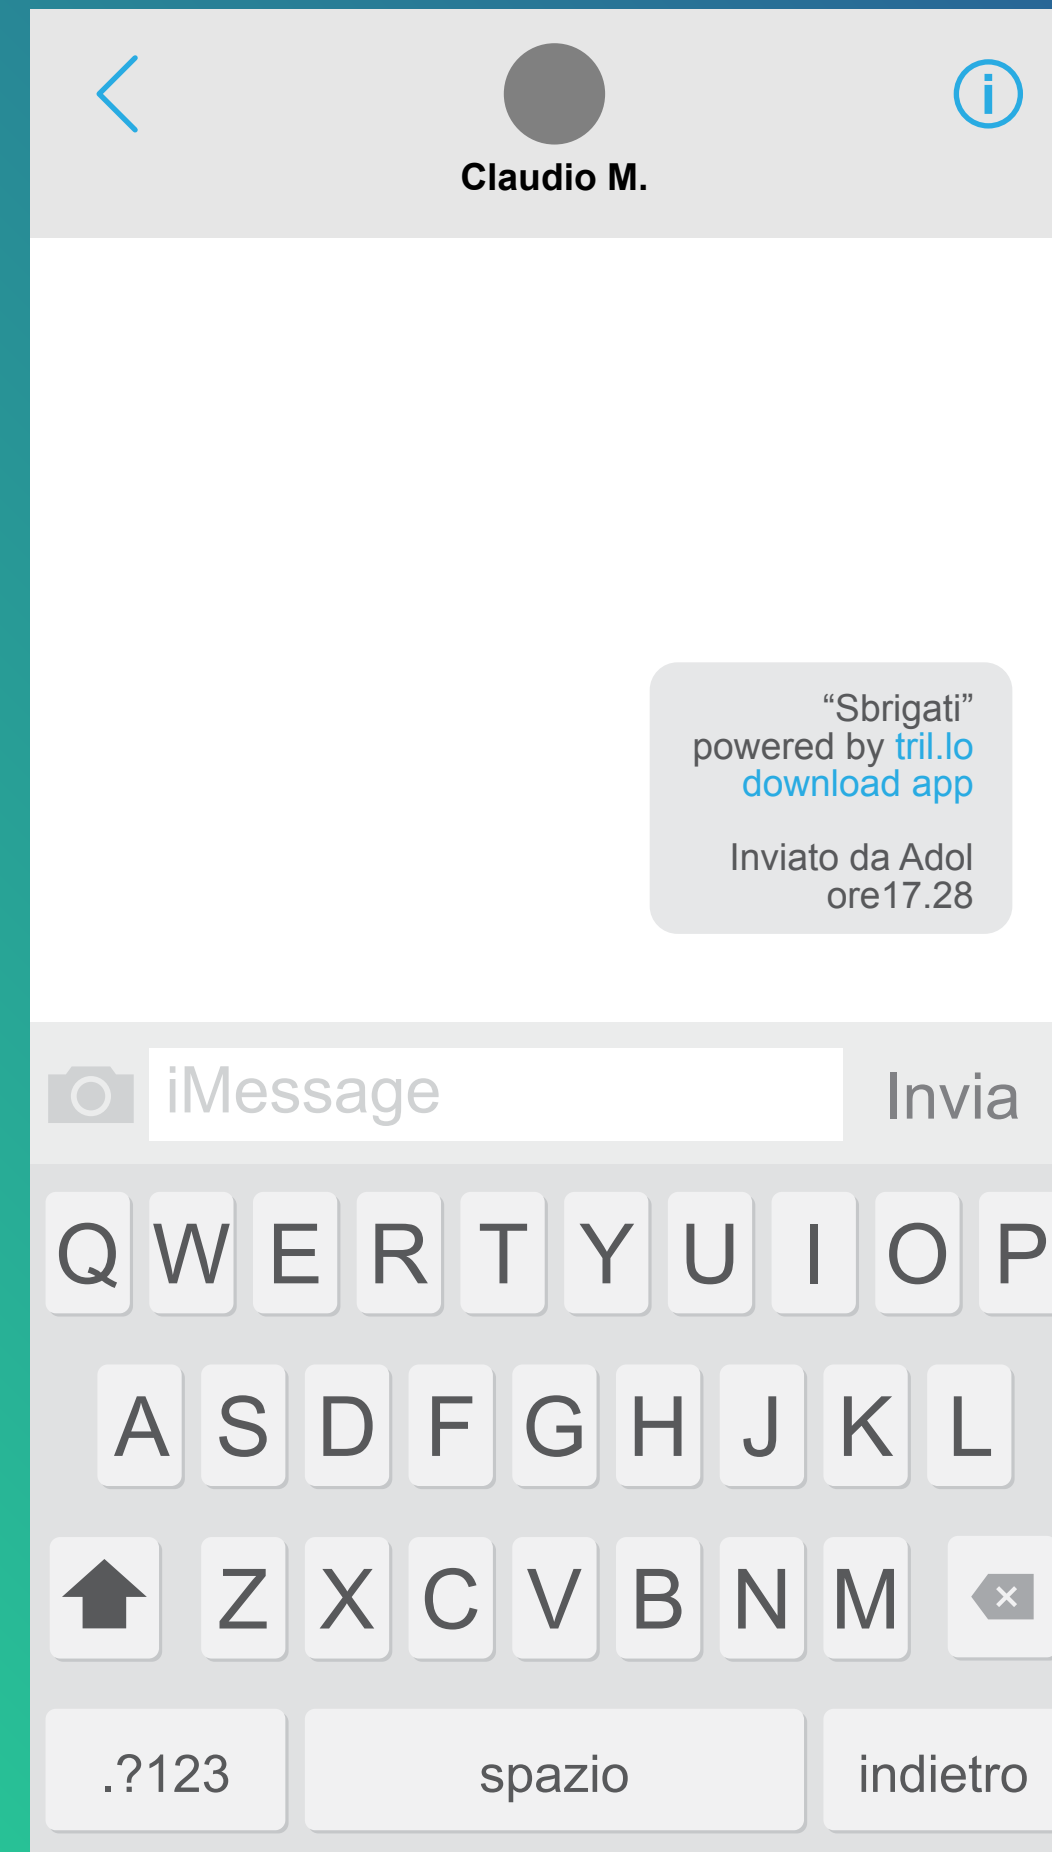 i
Claudio M.
“Sbrigati”
powered by tril.lo
download app
Inviato da Adol
ore17.28
iMessage Invia
Q W E R T Y U I O P
A S D F G H J K L
Z X C V B N M
.?123 spazio indietro